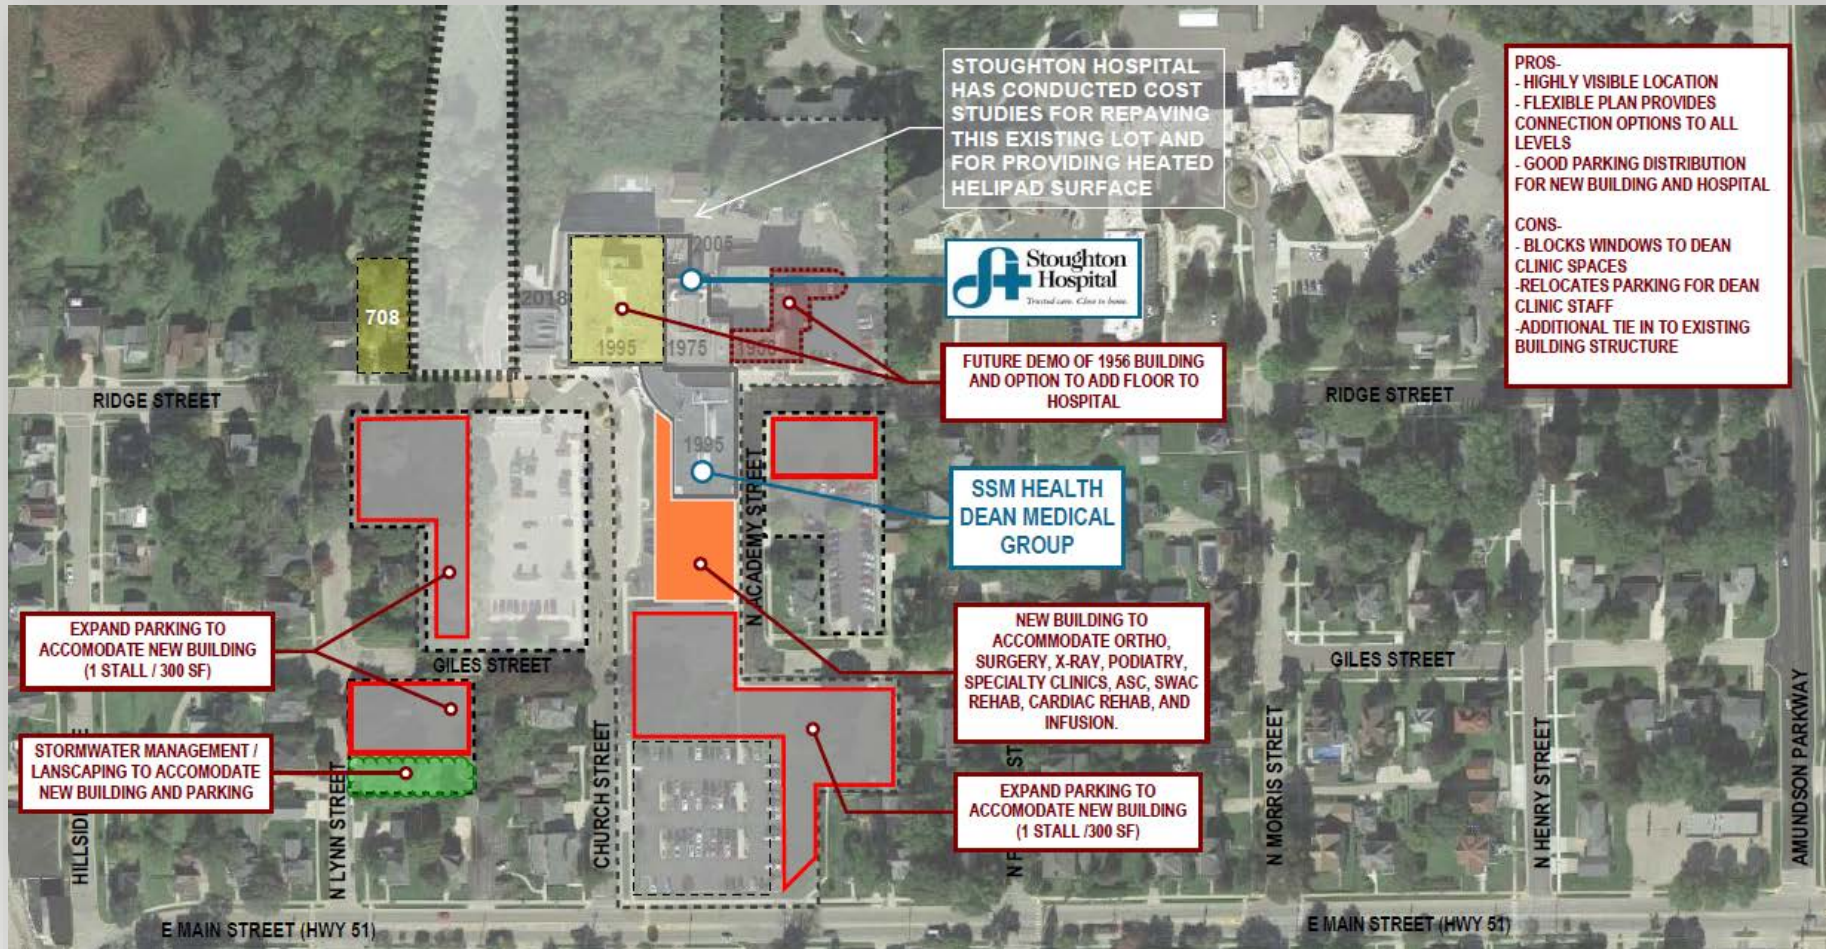 STOUGHTON HOSPITAL
HAS CONDUCTED COST
STUDIES FOR REPAVING
THIS EXISTING LOT AND
FOR PROVIDING HEATED
HELIPAD SURFACE
PROS-
- HIGHLY VISIBLE LOCATION
- FLEXIBLE PLAN PROVIDES
CONNECTION OPTIONS TO ALL
LEVELS
- GOOD PARKING DISTRIBUTION
FOR NEW BUILDING AND HOSPITAL
CONS-
- BLOCKS WINDOWS TO DEAN
CLINIC SPACES
-RELOCATES PARKING FOR DEAN
CLINIC STAFF
-ADDITIONAL TIE IN TO EXISTING
BUILDING STRUCTURE
2005
Stoughton
Hospital
Trusted care. Close to home.
2018
708
1995
1975
1956
FUTURE DEMO OF 1956 BUILDING
AND OPTION TO ADD FLOOR TO
HOSPITAL
RIDGE STREET
RIDGE STREET
1995
SSM HEALTH
DEAN MEDICAL
GROUP
N ACADEMY STREET
NEW BUILDING TO
ACCOMMODATE ORTHO,
SURGERY, X-RAY, PODIATRY,
SPECIALTY CLINICS, ASC, SWAC
REHAB, CARDIAC REHAB, AND
INFUSION.
EXPAND PARKING TO
ACCOMODATE NEW BUILDING
(1 STALL / 300 SF)
GILES STREET
GILES STREET
STORMWATER MANAGEMENT /
LANSCAPING TO ACCOMODATE
NEW BUILDING AND PARKING
EXPAND PARKING TO
ACCOMODATE NEW BUILDING
(1 STALL /300 SF)
HILLSIDE
N LYNN STREET
CHURCH STREET
N MORRIS STREET
N HENRY STREET
AMUNDSON PARKWAY
E MAIN STREET (HWY 51)
E MAIN STREET (HWY 51)